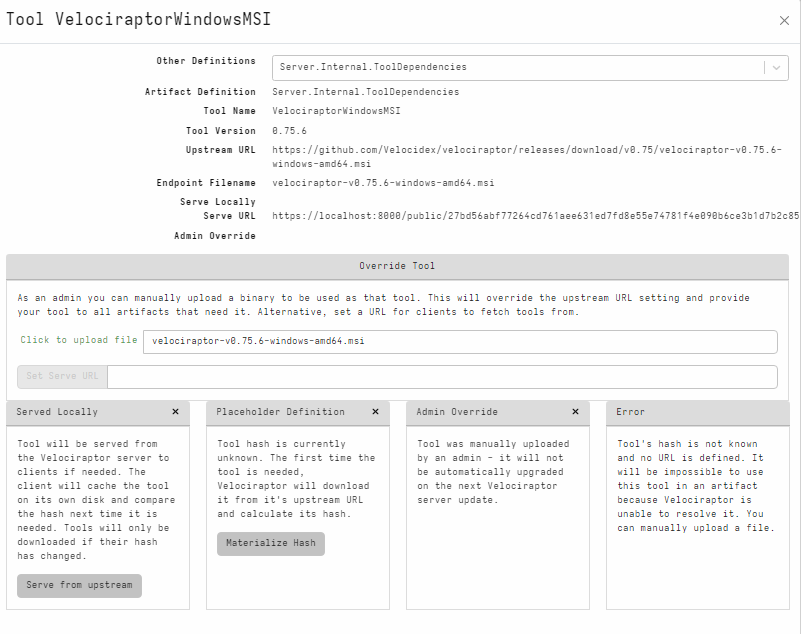 Tool VelociraptorWindowsMSI
Other Definitions
Server.Internal.ToolDependencies
Artifact Definition Server.Internal.ToolDependencies
Tool Name VelociraptorWindowsMSI
Tool Version 0.75.6
Upstream URL https://github.com/Velocidex/velociraptor/releases/download/v0.75/velociraptor-v0.75.6-
windows-amd64.msi
Endpoint Filename velociraptor-v0.75.6-windows-amd64.msi
Serve Locally
Serve URL https://localhost:8000/public/27bd56abf77264cd761aee631ed7fd8e55e74781f4e090b6ce3b1d7b2c85
Admin Override
Override Tool
As an admin you can manually upload a binary to be used as that tool. This will override the upstream URL setting and provide
your tool to all artifacts that need it. Alternative, set a URL for clients to fetch tools from.
Click to upload file velociraptor-v0.75.6-windows-amd64.msi
Set Serve URL
Served Locally
Tool will be served from
the Velociraptor server to
clients if needed. The
client will cache the tool
on its own disk and compare
the hash next time it is
needed. Tools will only be
downloaded if their hash
has changed.
Serve from upstream
Placeholder Definition
Tool hash is currently
unknown. The first time the
tool is needed,
Velociraptor will download
it from it's upstream URL
and calculate its hash.
Materialize Hash
Admin Override
Tool was manually uploaded
by an admin - it will not
be automatically upgraded
on the next Velociraptor
server update.
Error
Tool's hash is not known
and no URL is defined. It
will be impossible to use
this tool in an artifact
because Velociraptor is
unable to resolve it. You
can manually upload a file.